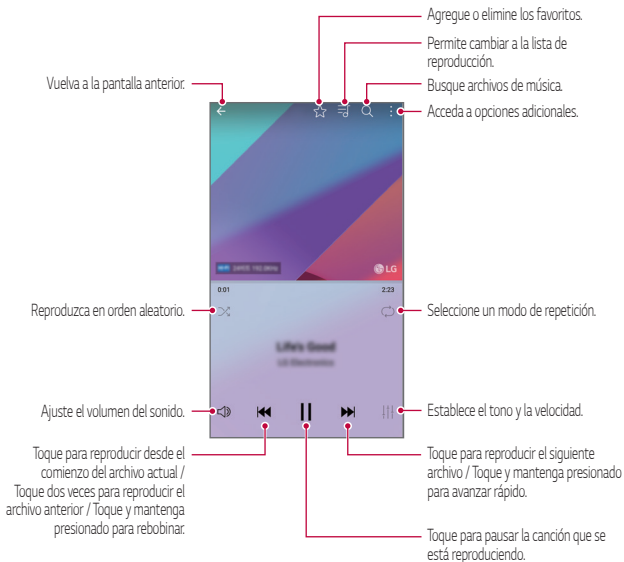 Agregue o elimine los favoritos.
Permite cambiar a la lista de
reproducción.
Vuelva a la pantalla anterior.
Busque archivos de música.
Acceda a opciones adicionales.
LG
0:01
2:23
Reproduzca en orden aleatorio.
Seleccione un modo de repetición.
Life's Good
LG Electronics
Ajuste el volumen del sonido.
Establece el tono y la velocidad.
Toque para reproducir desde el
comienzo del archivo actual /
Toque dos veces para reproducir el
archivo anterior / Toque y mantenga
presionado para rebobinar.
Toque para reproducir el siguiente
archivo / Toque y mantenga presionado
para avanzar rápido.
Toque para pausar la canción que se
está reproduciendo.